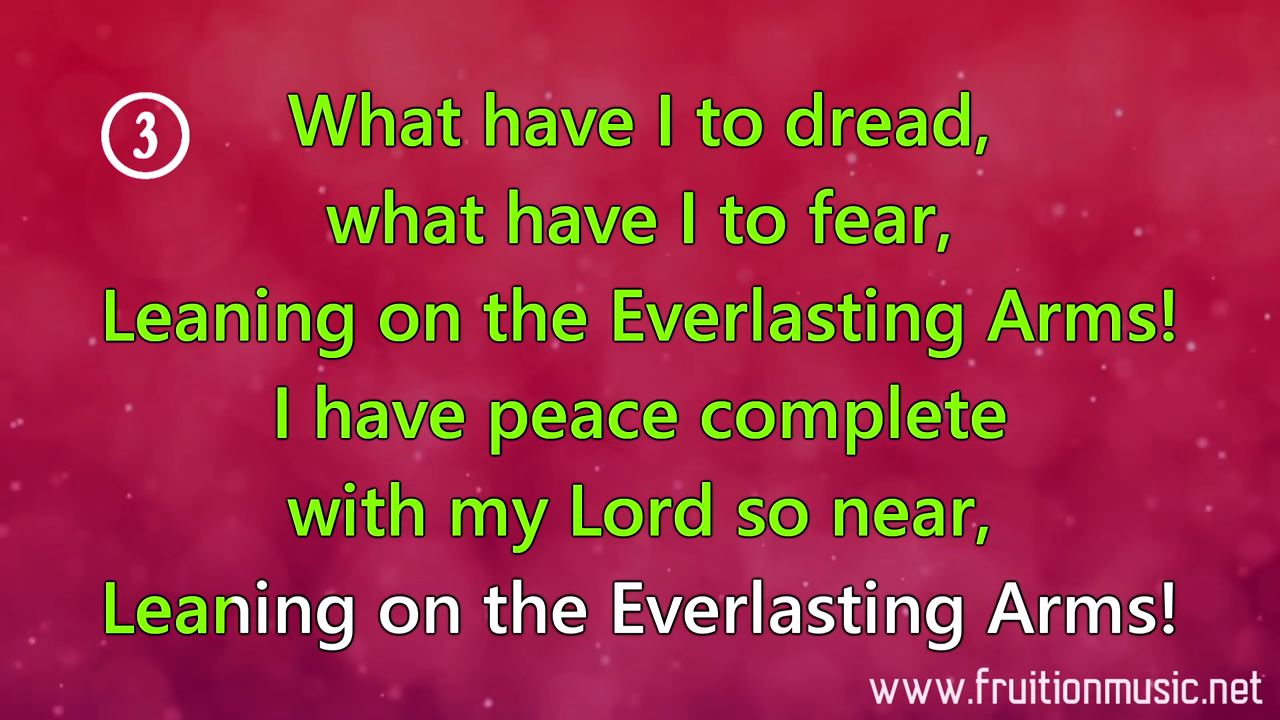 3
What have I to dread,
what have I to fear,
Leaning on the Everlasting Arms!
I have peace complete
with my Lord so near,
Leaning on the Everlasting Arms!
www.fruitionmusic.net